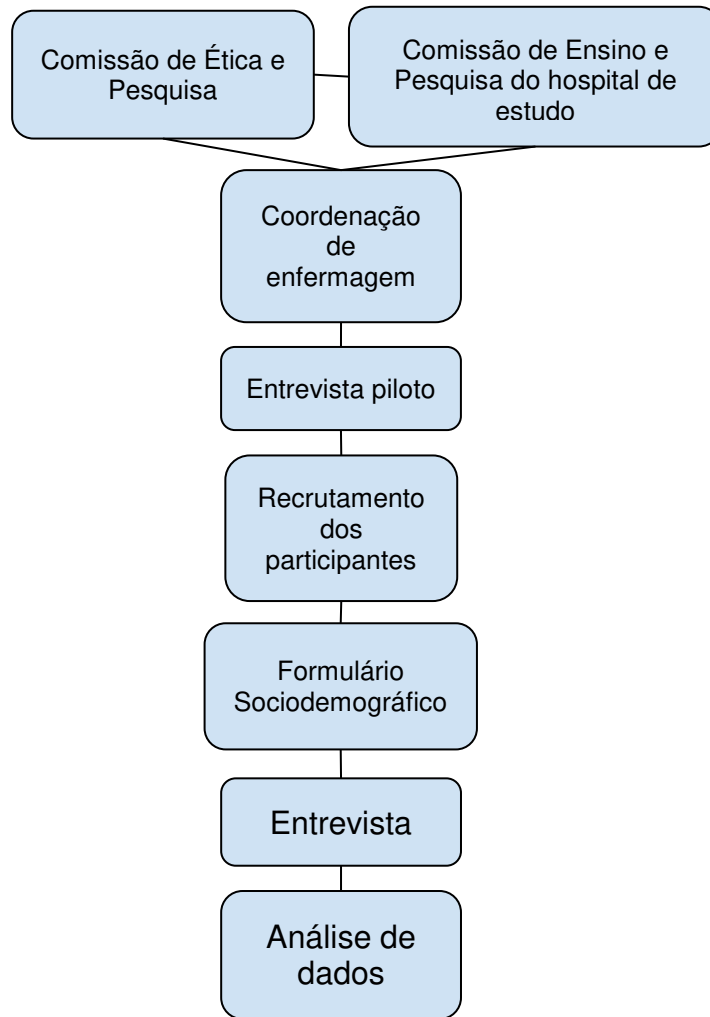 Comissão de Ética e
Pesquisa
Comissão de Ensino e
Pesquisa do hospital de
estudo
Coordenação
de
enfermagem
Entrevista piloto
Recrutamento
dos
participantes
Formulário
Sociodemográfico
Entrevista
Análise de
dados